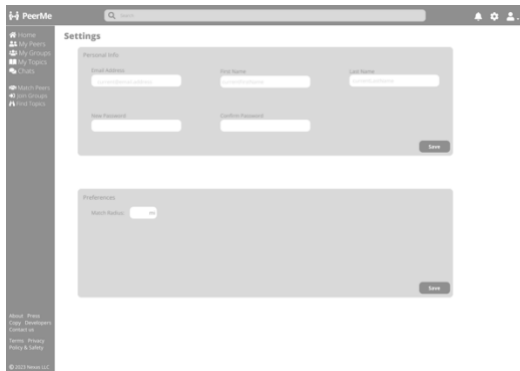 PeerMe
Search
Home
My Peers
My Groups
My Topics
Chats
Match Peers
Join Groups
Find Topics
Settings
Personal Info
Email Address
First Name
Last Name
New Password
Confirm Password
Save
Preferences
Match Radius:
Save
About Press
Copy Developers
Contact us
Terms Privacy
Policy & Safety
© 2023 LLC